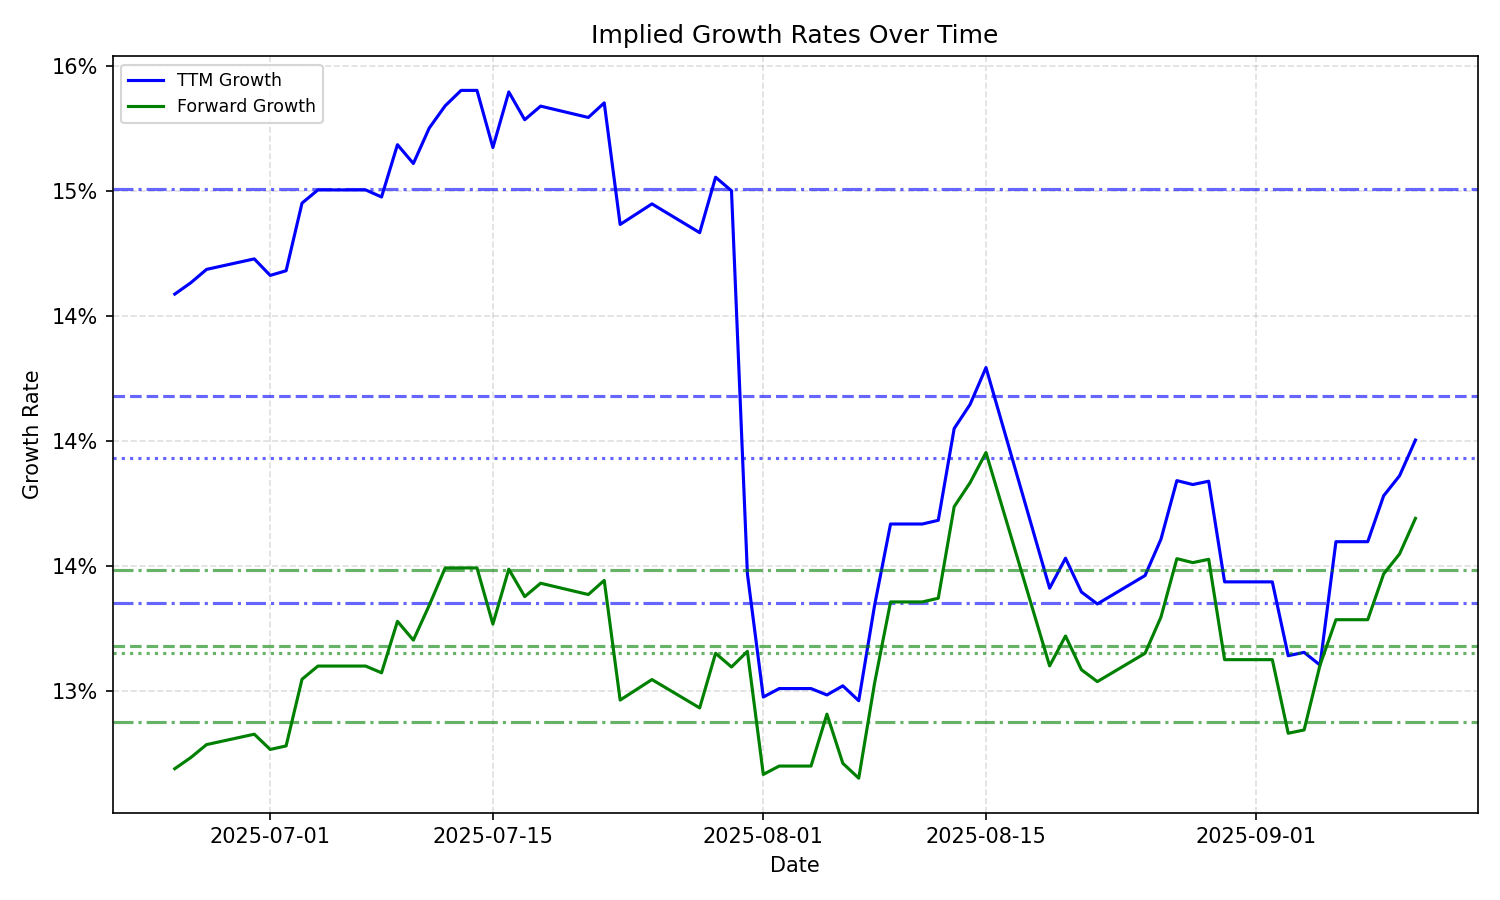 Implied Growth Rates Over Time
TTM Growth
Forward Growth
Growth Rate
16%
15%
14%
14%
14%
13%
2025-07-01
2025-07-15
2025-08-01
2025-08-15
2025-09-01
Date